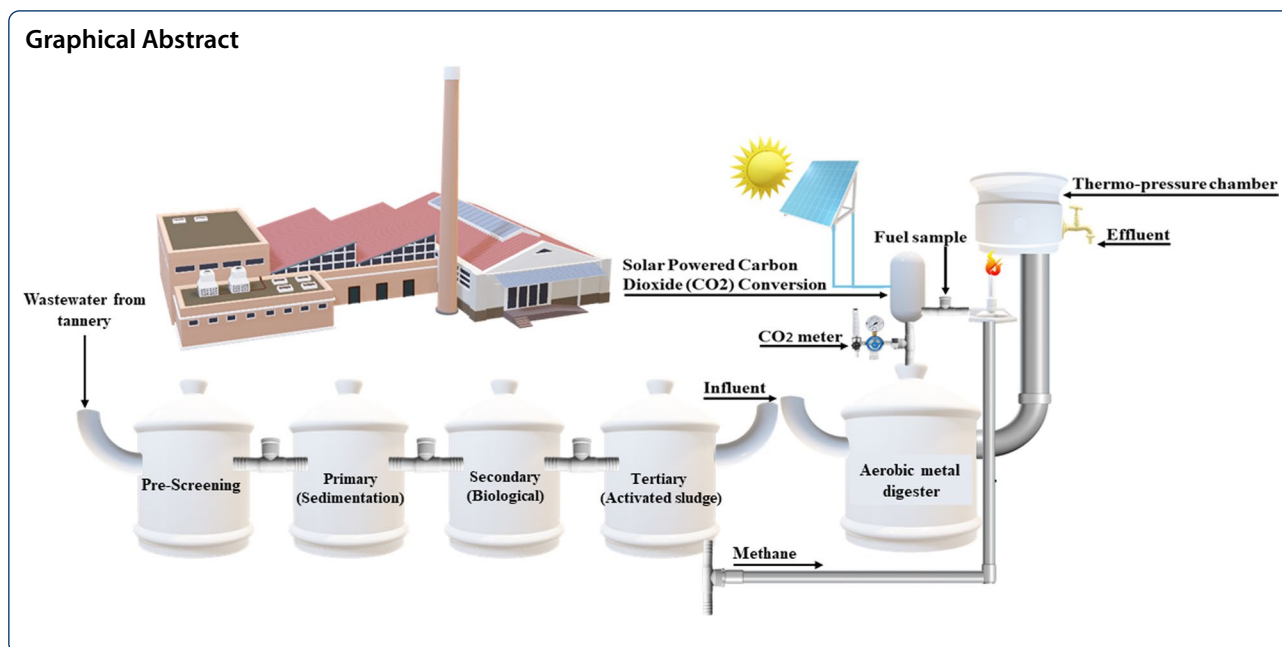 Graphical Abstract
Thermo-pressure chamber
Fuel sample
Effluent
Solar Powered Carbon
Dioxide (CO2) Conversion
Wastewater from
tannery
CO2 meter
Influent
Pre-Screening
Primary
(Sedimentation)
Secondary
(Biological)
Tertiary
(Activated sludge)
Aerobic metal
digester
Methane